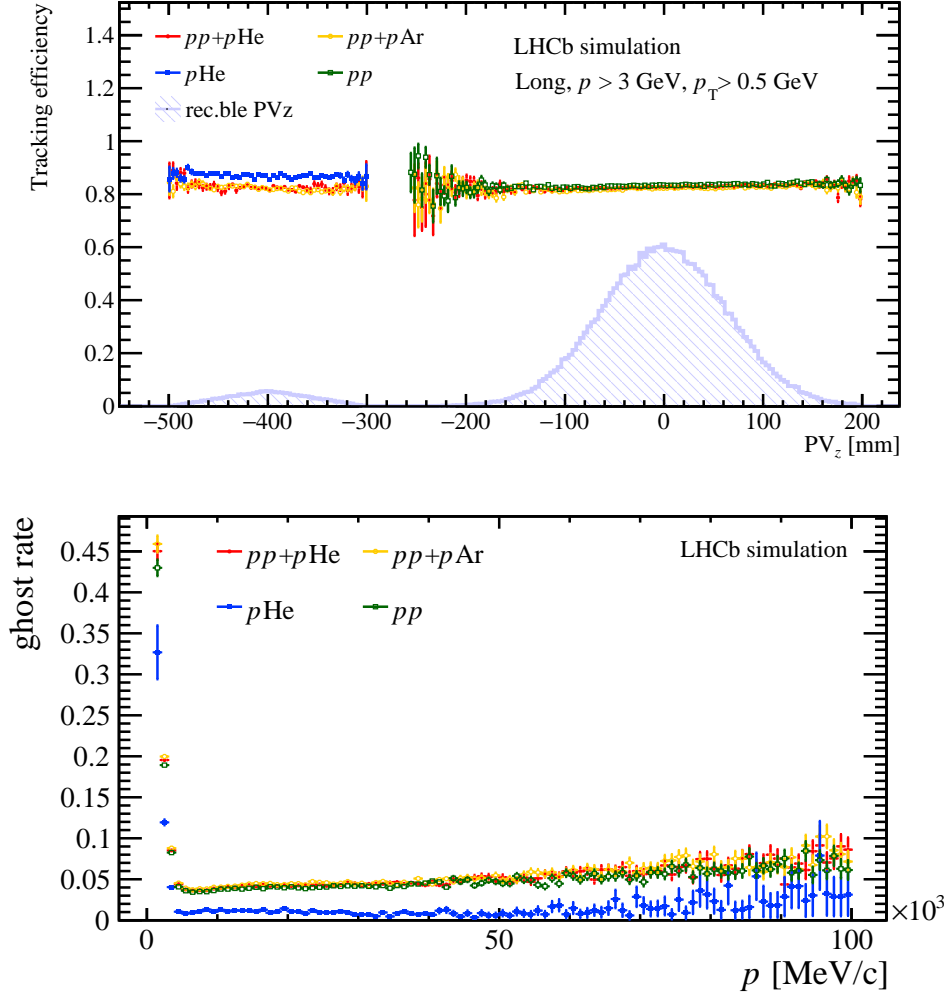 Tracking efficiency
1.4
1.2
1
0.8
0.6
0.4
0.2
0
pp+pHe
pp+pAr
pHe
pp
rec.ble PVz
LHCb simulation
Long, p > 3 GeV, p_T > 0.5 GeV
−500 −400 −300 −200 −100 0 100 200
PV_z [mm]
ghost rate
0.45
0.4
0.35
0.3
0.25
0.2
0.15
0.1
0.05
0
pp+pHe
pp+pAr
pHe
pp
LHCb simulation
0 50 100
×10³
p [MeV/c]